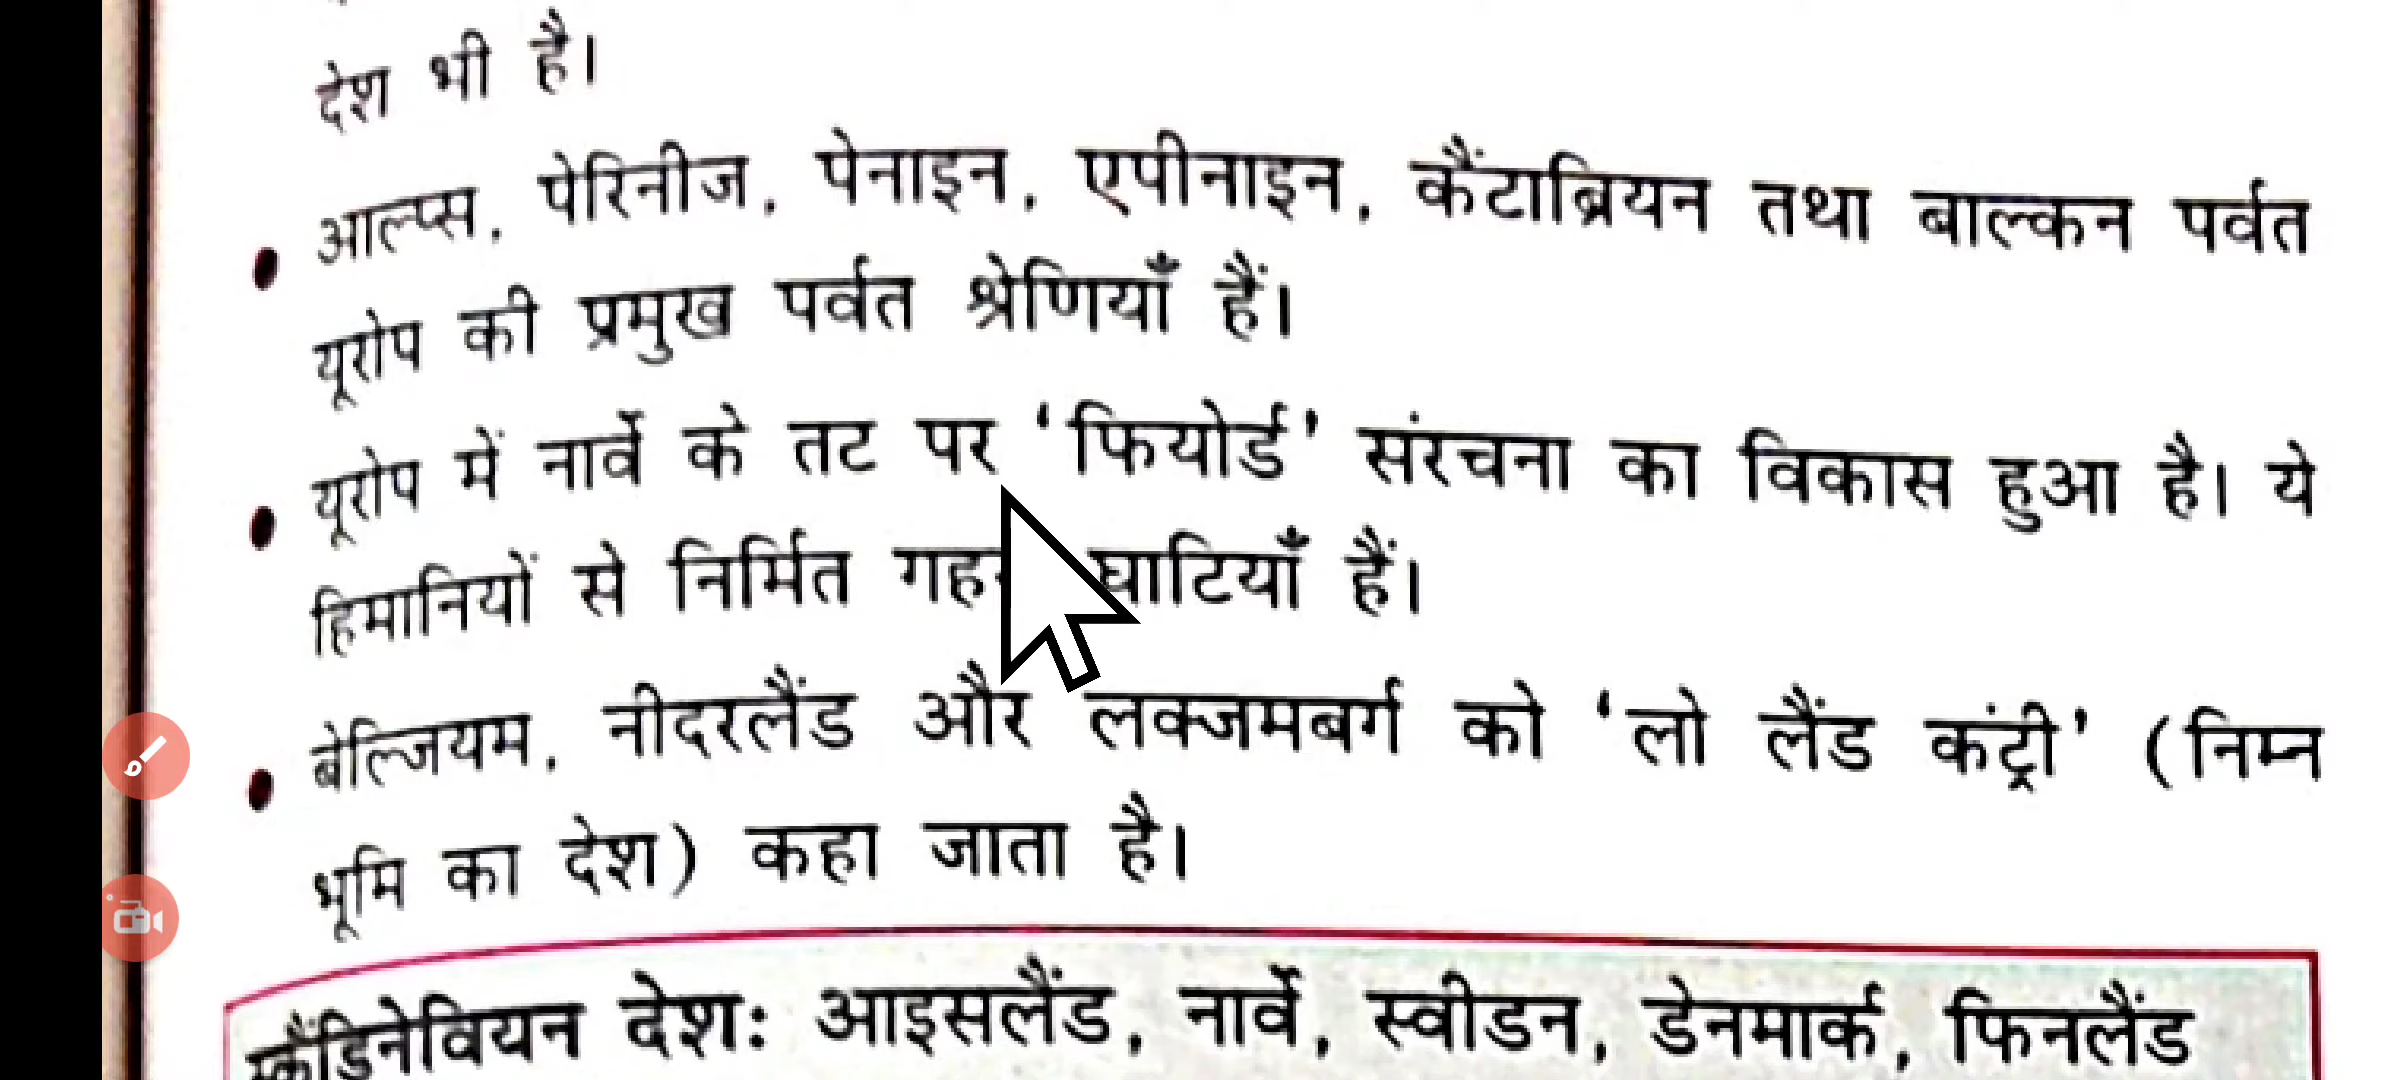 देश भी है।
• आल्प्स, पेरिनीज, पेनाइन, एपीनाइन, कैंटाब्रियन तथा बाल्कन पर्वत
यूरोप की प्रमुख पर्वत श्रेणियाँ हैं।
• यूरोप में नार्वे के तट पर ‘फियोर्ड’ संरचना का विकास हुआ है। ये
हिमानियों से निर्मित घाटियाँ हैं।
• बेल्जियम, नीदरलैंड और लक्जमबर्ग को ‘लो लैंड कंट्री’ (निम्न
भूमि का देश) कहा जाता है।
स्कैंडिनेवियन देशः आइसलैंड, नार्वे, स्वीडन, डेनमार्क, फिनलैंड